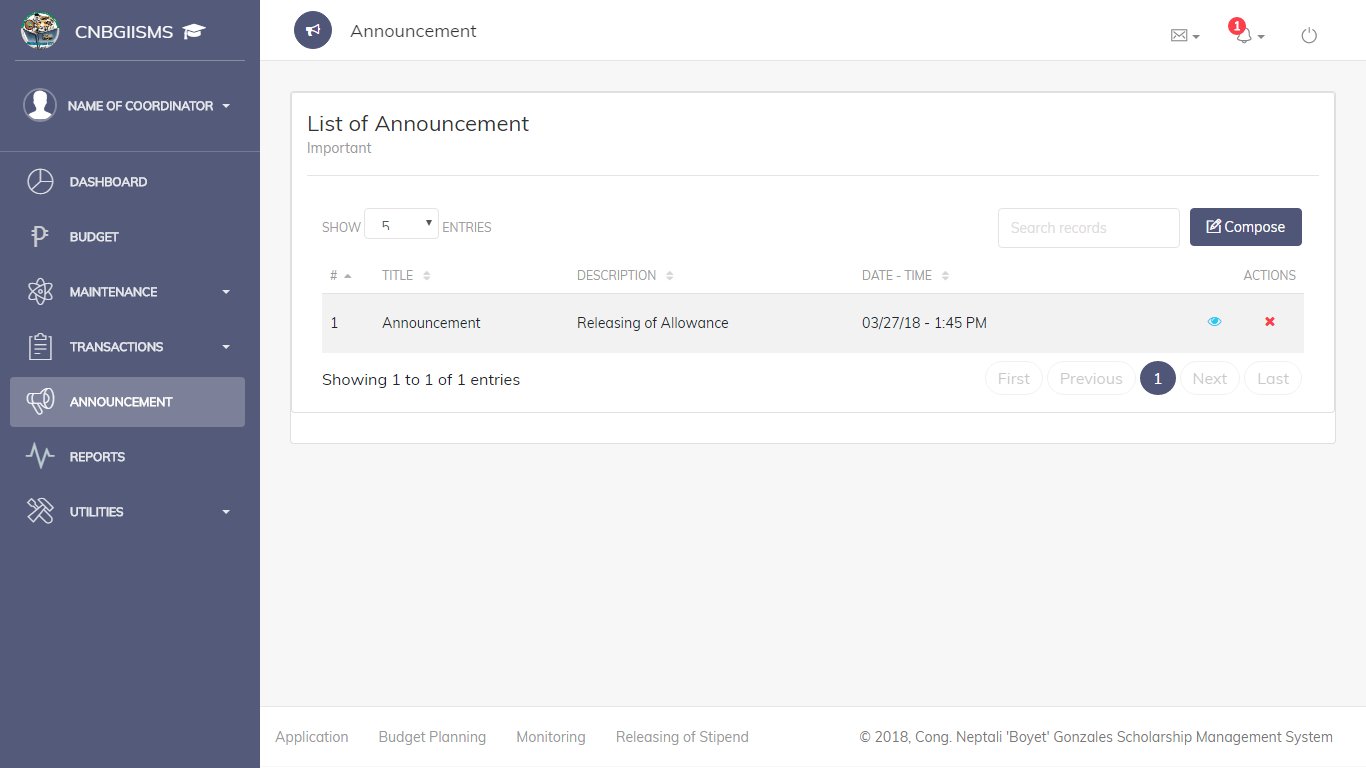 CNBGIISMS
Announcement
1
NAME OF COORDINATOR
DASHBOARD
BUDGET
MAINTENANCE
TRANSACTIONS
ANNOUNCEMENT
REPORTS
UTILITIES
List of Announcement
Important
SHOW 5 ENTRIES
Search records
Compose
# TITLE DESCRIPTION DATE - TIME ACTIONS
1 Announcement Releasing of Allowance 03/27/18 - 1:45 PM
Showing 1 to 1 of 1 entries
First Previous 1 Next Last
Application Budget Planning Monitoring Releasing of Stipend
© 2018, Cong. Neptali 'Boyet' Gonzales Scholarship Management System